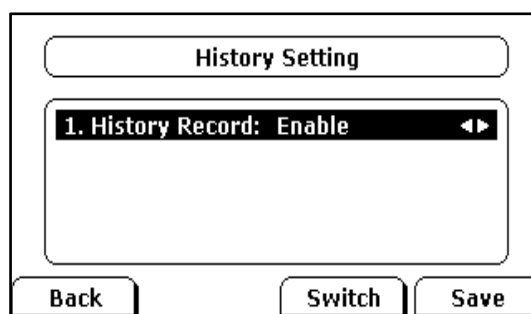 History Setting
1. History Record: Enable
Back Switch Save